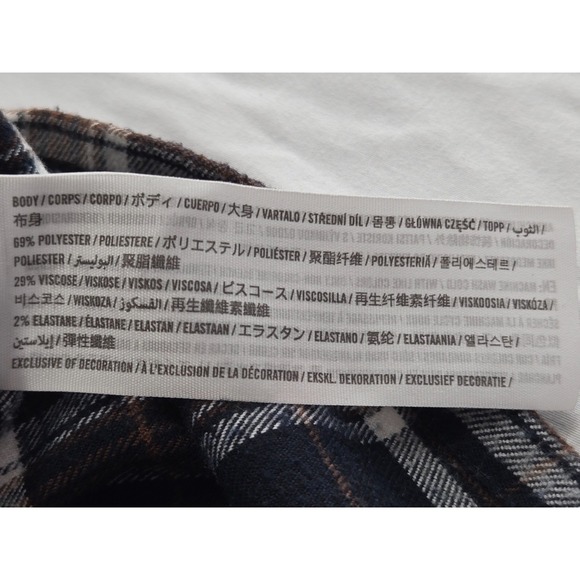 BODY / CORPS / CORPO / ボディ / CUERPO / 大身 / VARTALO / STŘEDNÍ DÍL / 몸통 / GŁÓWNA CZĘŚĆ / TOPP / الثوب /
布身
69% POLYESTER / POLIESTERE / ポリエステル / POLIÉSTER / 聚酯纤维 / POLYESTERIÄ / 폴리에스테르 /
POLIESTER / البوليستر / 聚脂纖維
29% VISCOSE / VISKOSE / VISKOS / VISCOSA / ビスコース / VISCOSILLA / 再生纤维素纤维 / VISKOOSIA / VISKÓZA /
비스코스 / WISKOZA / الفسكوز / 再生纖維素纖維
2% ELASTANE / ÉLASTANE / ELASTAN / ELASTAAN / エラスタン / ELASTANO / 氨纶 / ELASTAANIA / 엘라스탄 /
إيلاستين / 彈性纖維
EXCLUSIVE OF DECORATION / À L'EXCLUSION DE LA DÉCORATION / EKSKL. DEKORATION / EXCLUSIEF DECORATIE /